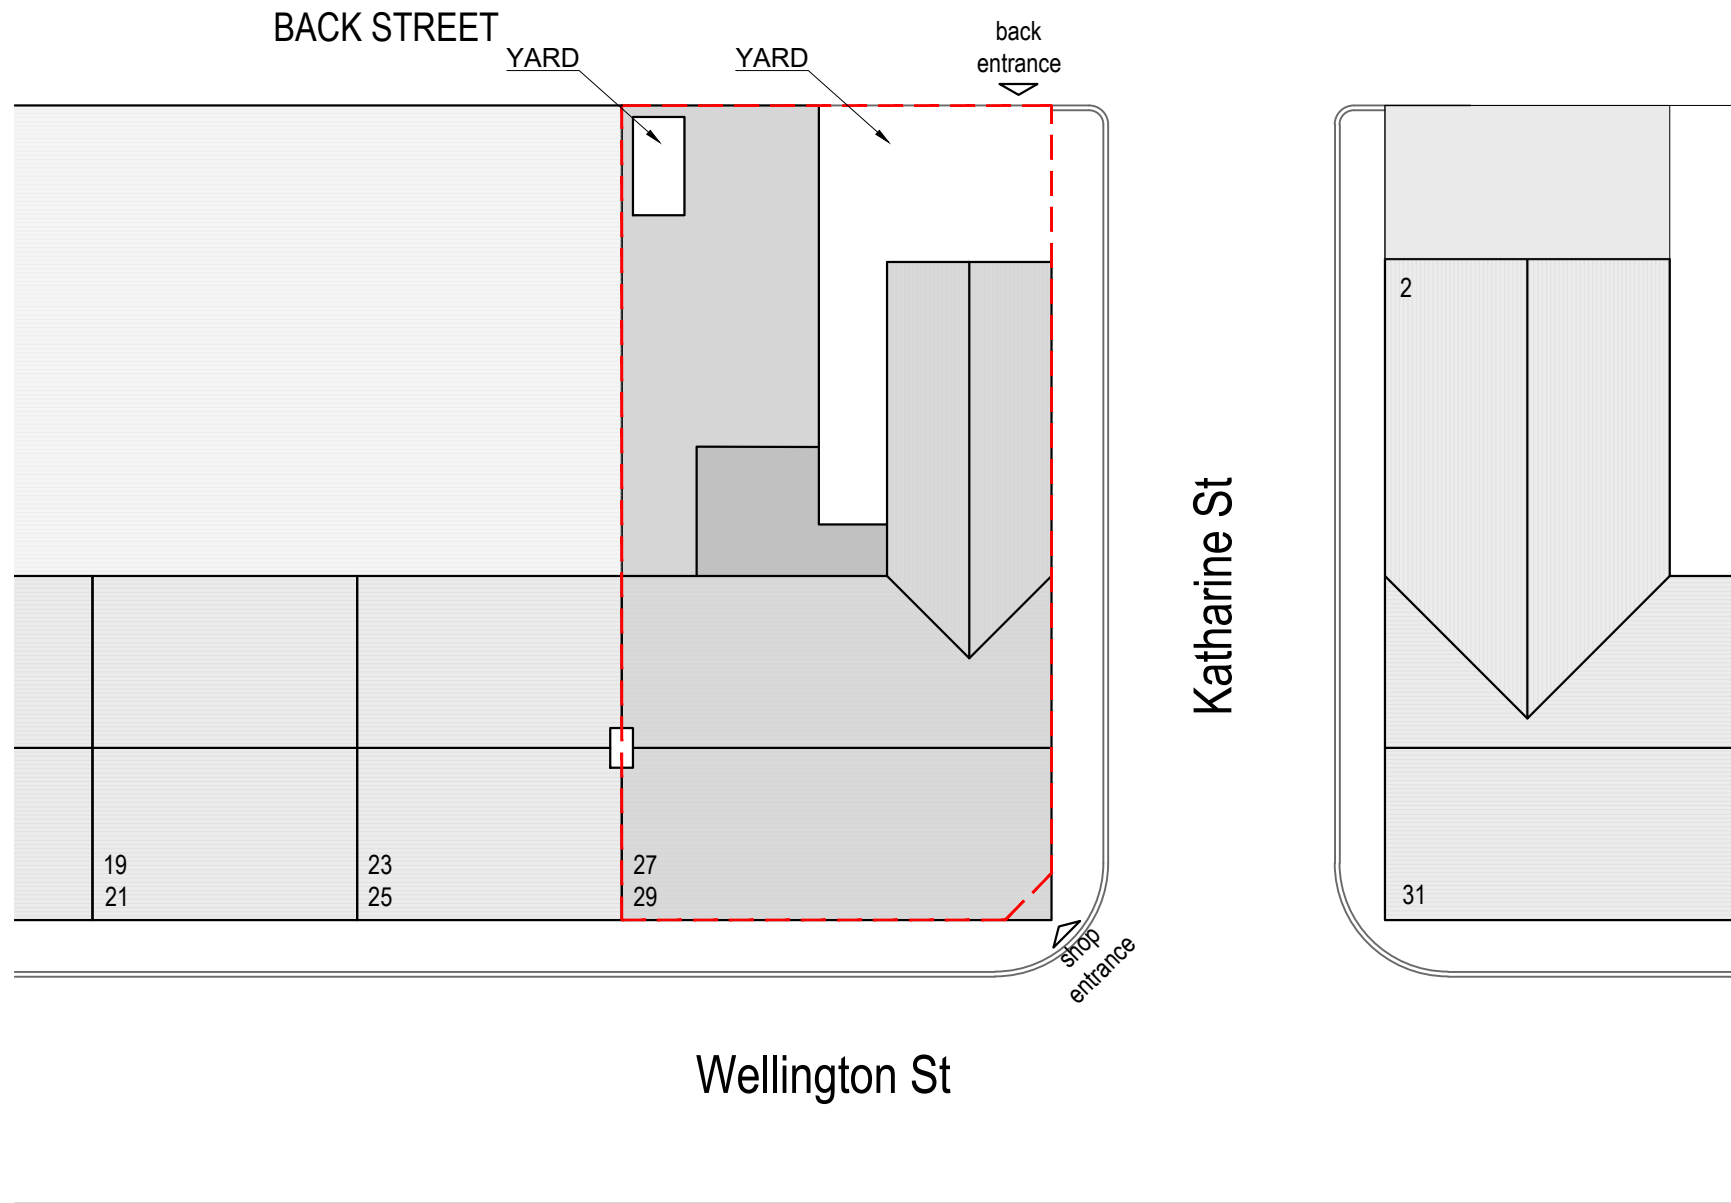 BACK STREET
YARD
YARD
back
entrance
2
Katharine St
19
21
23
25
27
29
31
shop
entrance
Wellington St